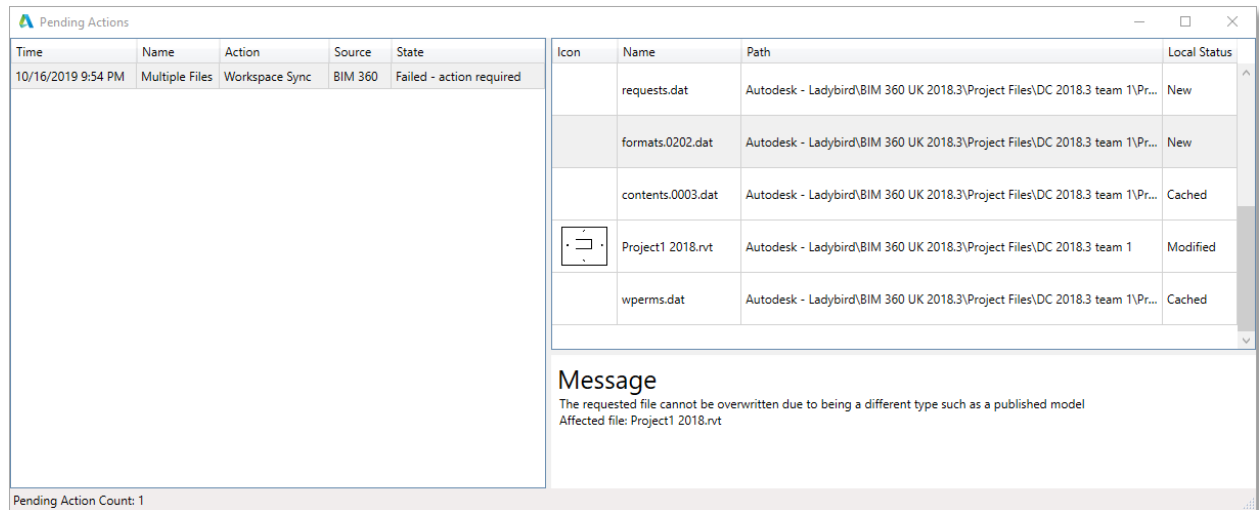 Pending Actions
Time Name Action Source State
10/16/2019 9:54 PM Multiple Files Workspace Sync BIM 360 Failed - action required
Icon Name Path Local Status
requests.dat Autodesk - Ladybird\BIM 360 UK 2018.3\Project Files\DC 2018.3 team 1\Pr... New
formats.0202.dat Autodesk - Ladybird\BIM 360 UK 2018.3\Project Files\DC 2018.3 team 1\Pr... New
contents.0003.dat Autodesk - Ladybird\BIM 360 UK 2018.3\Project Files\DC 2018.3 team 1\Pr... Cached
Project1 2018.rvt Autodesk - Ladybird\BIM 360 UK 2018.3\Project Files\DC 2018.3 team 1 Modified
wperms.dat Autodesk - Ladybird\BIM 360 UK 2018.3\Project Files\DC 2018.3 team 1\Pr... Cached
Message
The requested file cannot be overwritten due to being a different type such as a published model
Affected file: Project1 2018.rvt
Pending Action Count: 1